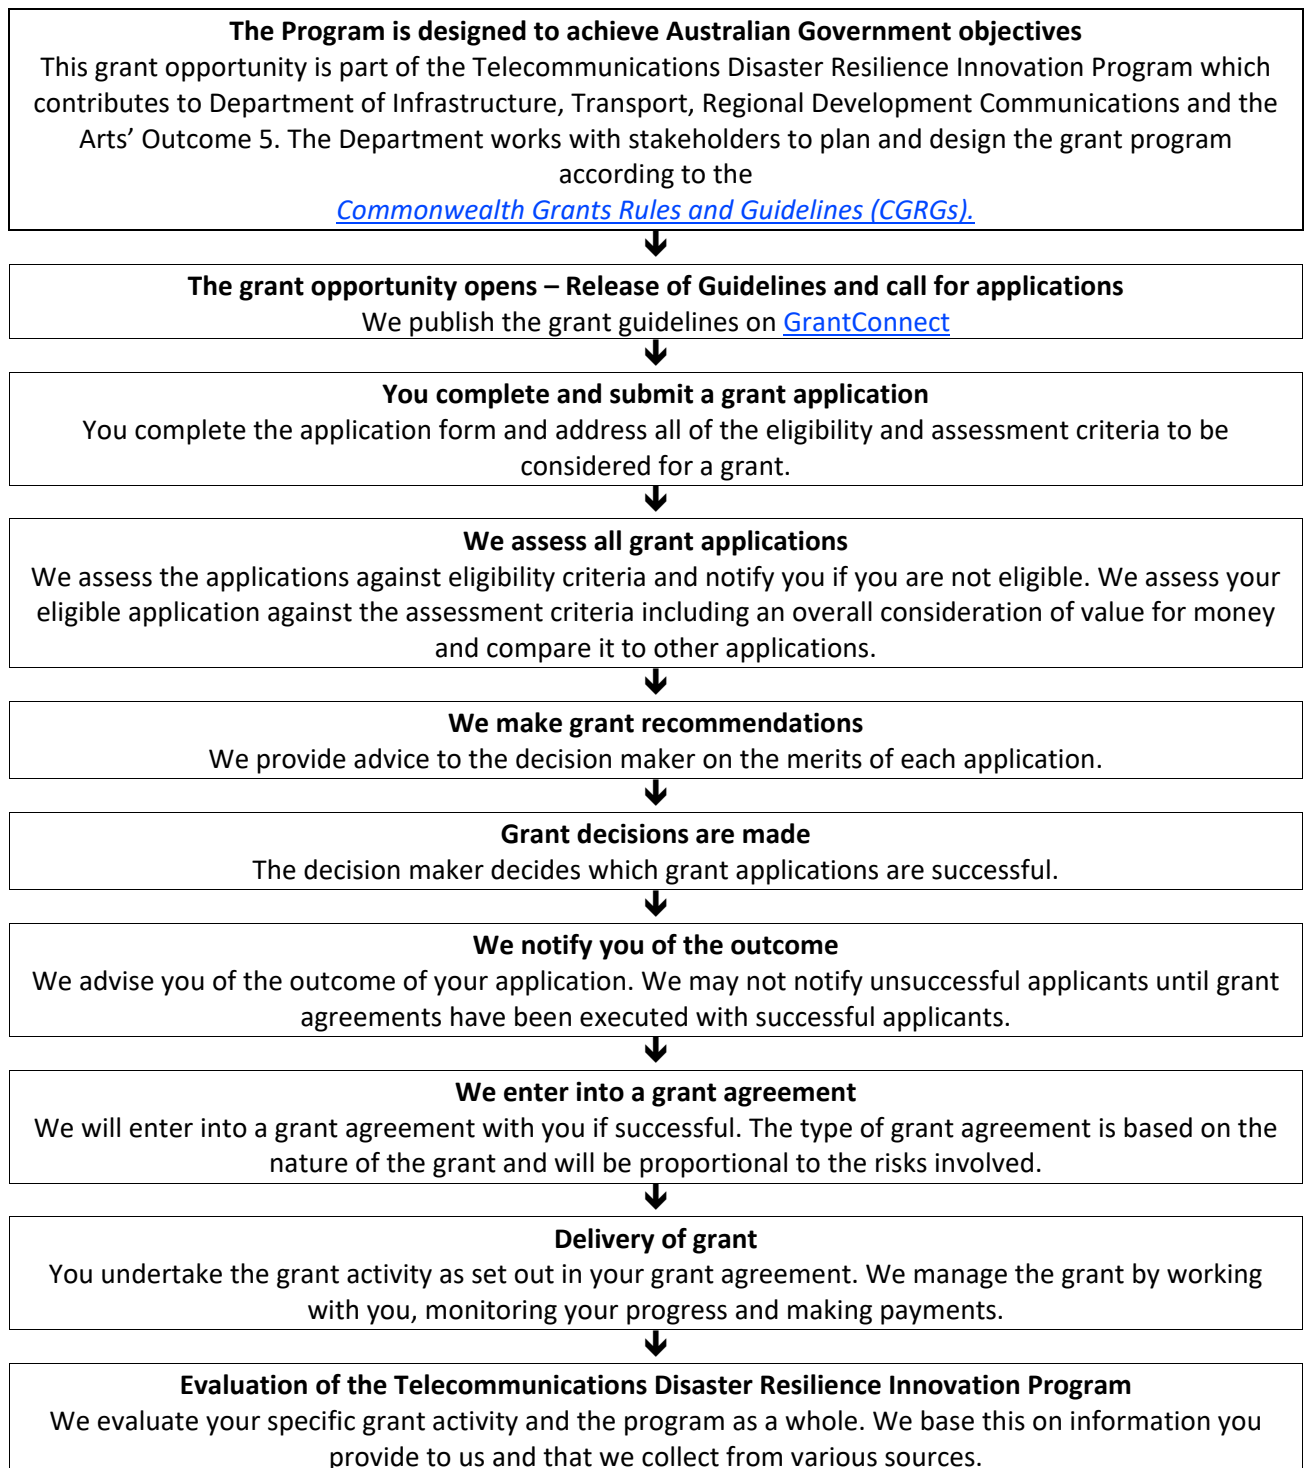 The Program is designed to achieve Australian Government objectives
This grant opportunity is part of the Telecommunications Disaster Resilience Innovation Program which
contributes to Department of Infrastructure, Transport, Regional Development Communications and the
Arts’ Outcome 5. The Department works with stakeholders to plan and design the grant program
according to the
Commonwealth Grants Rules and Guidelines (CGRGs).
The grant opportunity opens – Release of Guidelines and call for applications
We publish the grant guidelines on GrantConnect
You complete and submit a grant application
You complete the application form and address all of the eligibility and assessment criteria to be
considered for a grant.
We assess all grant applications
We assess the applications against eligibility criteria and notify you if you are not eligible. We assess your
eligible application against the assessment criteria including an overall consideration of value for money
and compare it to other applications.
We make grant recommendations
We provide advice to the decision maker on the merits of each application.
Grant decisions are made
The decision maker decides which grant applications are successful.
We notify you of the outcome
We advise you of the outcome of your application. We may not notify unsuccessful applicants until grant
agreements have been executed with successful applicants.
We enter into a grant agreement
We will enter into a grant agreement with you if successful. The type of grant agreement is based on the
nature of the grant and will be proportional to the risks involved.
Delivery of grant
You undertake the grant activity as set out in your grant agreement. We manage the grant by working
with you, monitoring your progress and making payments.
Evaluation of the Telecommunications Disaster Resilience Innovation Program
We evaluate your specific grant activity and the program as a whole. We base this on information you
provide to us and that we collect from various sources.